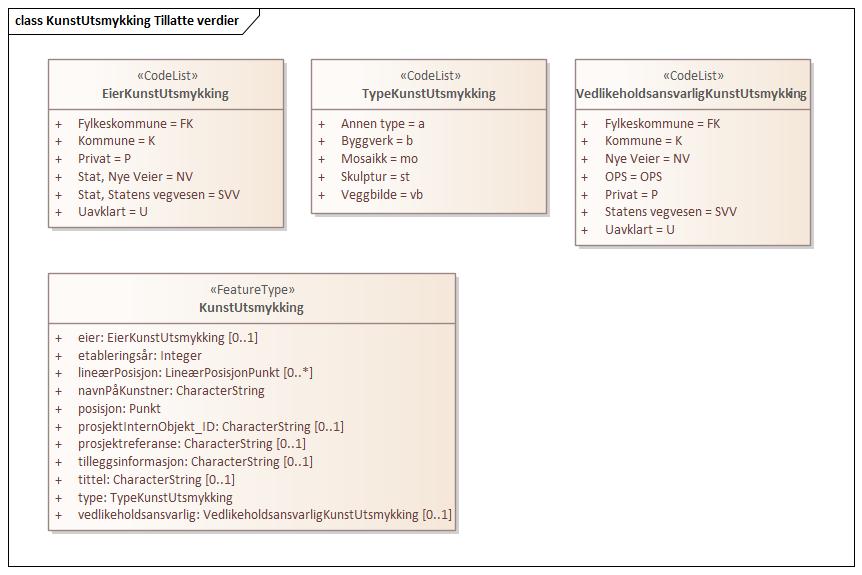 class KunstUtsmykking Tillatte verdier
«CodeList»
EierKunstUtsmykking
+ Fylkeskommune = FK
+ Kommune = K
+ Privat = P
+ Stat, Nye Veier = NV
+ Stat, Statens vegvesen = SVV
+ Uavklart = U
«CodeList»
TypeKunstUtsmykking
+ Annen type = a
+ Byggverk = b
+ Mosaikk = mo
+ Skulptur = st
+ Veggbilde = vb
«CodeList»
VedlikeholdsansvarligKunstUtsmykking
+ Fylkeskommune = FK
+ Kommune = K
+ Nye Veier = NV
+ OPS = OPS
+ Privat = P
+ Statens vegvesen = SVV
+ Uavklart = U
«FeatureType»
KunstUtsmykking
+ eier: EierKunstUtsmykking [0..1]
+ etableringsår: Integer
+ lineærPosisjon: LineærPosisjonPunkt [0..*]
+ navnPåKunstner: CharacterString
+ posisjon: Punkt
+ prosjektInternObjekt_ID: CharacterString [0..1]
+ prosjektreferanse: CharacterString [0..1]
+ tilleggsinformasjon: CharacterString [0..1]
+ tittel: CharacterString [0..1]
+ type: TypeKunstUtsmykking
+ vedlikeholdsansvarlig: VedlikeholdsansvarligKunstUtsmykking [0..1]